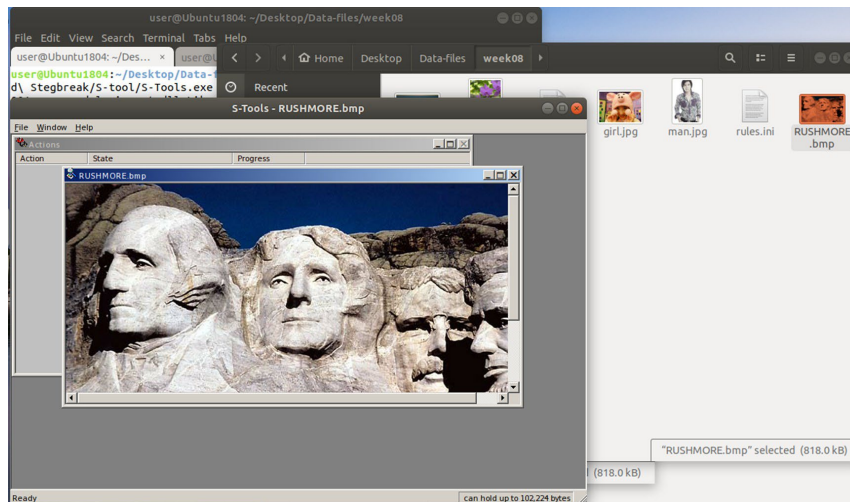 user@Ubuntu1804: ~/Desktop/Data-files/week08
File Edit View Search Terminal Tabs Help
user@Ubuntu1804: ~/Des... × user@U
Home Desktop Data-files week08
user@Ubuntu1804:~/Desktop/Data-f
d\ Stegbreak/S-tool/S-Tools.exe
Recent
S-Tools - RUSHMORE.bmp
File Window Help
Actions
Action State Progress
RUSHMORE.bmp
girl.jpg man.jpg rules.ini RUSHMORE
.bmp
"RUSHMORE.bmp" selected (818.0 kB)
(818.0 kB)
Ready can hold up to 102,224 bytes